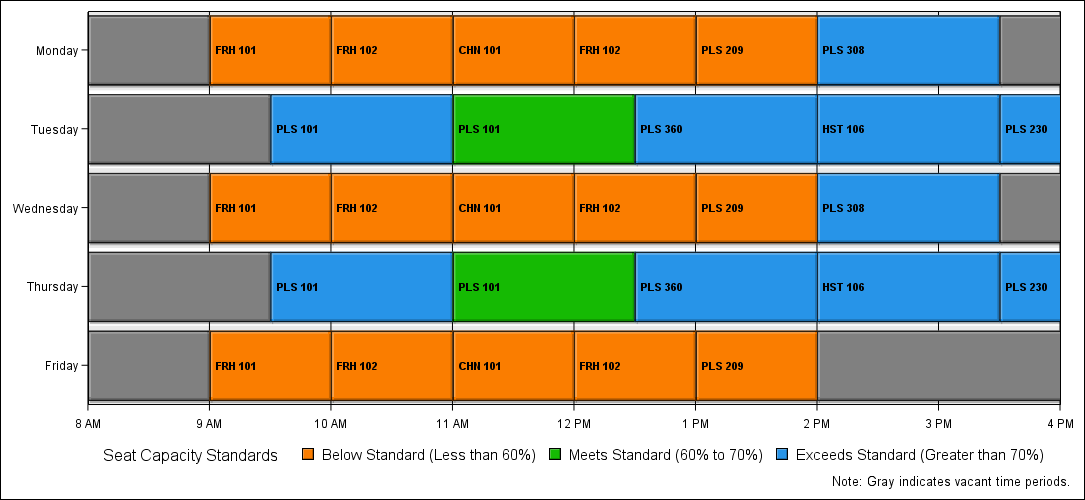 Monday FRH 101 FRH 102 CHN 101 FRH 102 PLS 209 PLS 308
Tuesday PLS 101 PLS 101 PLS 360 HST 106 PLS 230
Wednesday FRH 101 FRH 102 CHN 101 FRH 102 PLS 209 PLS 308
Thursday PLS 101 PLS 101 PLS 360 HST 106 PLS 230
Friday FRH 101 FRH 102 CHN 101 FRH 102 PLS 209
8 AM 9 AM 10 AM 11 AM 12 PM 1 PM 2 PM 3 PM 4 PM
Seat Capacity Standards Below Standard (Less than 60%) Meets Standard (60% to 70%) Exceeds Standard (Greater than 70%)
Note: Gray indicates vacant time periods.